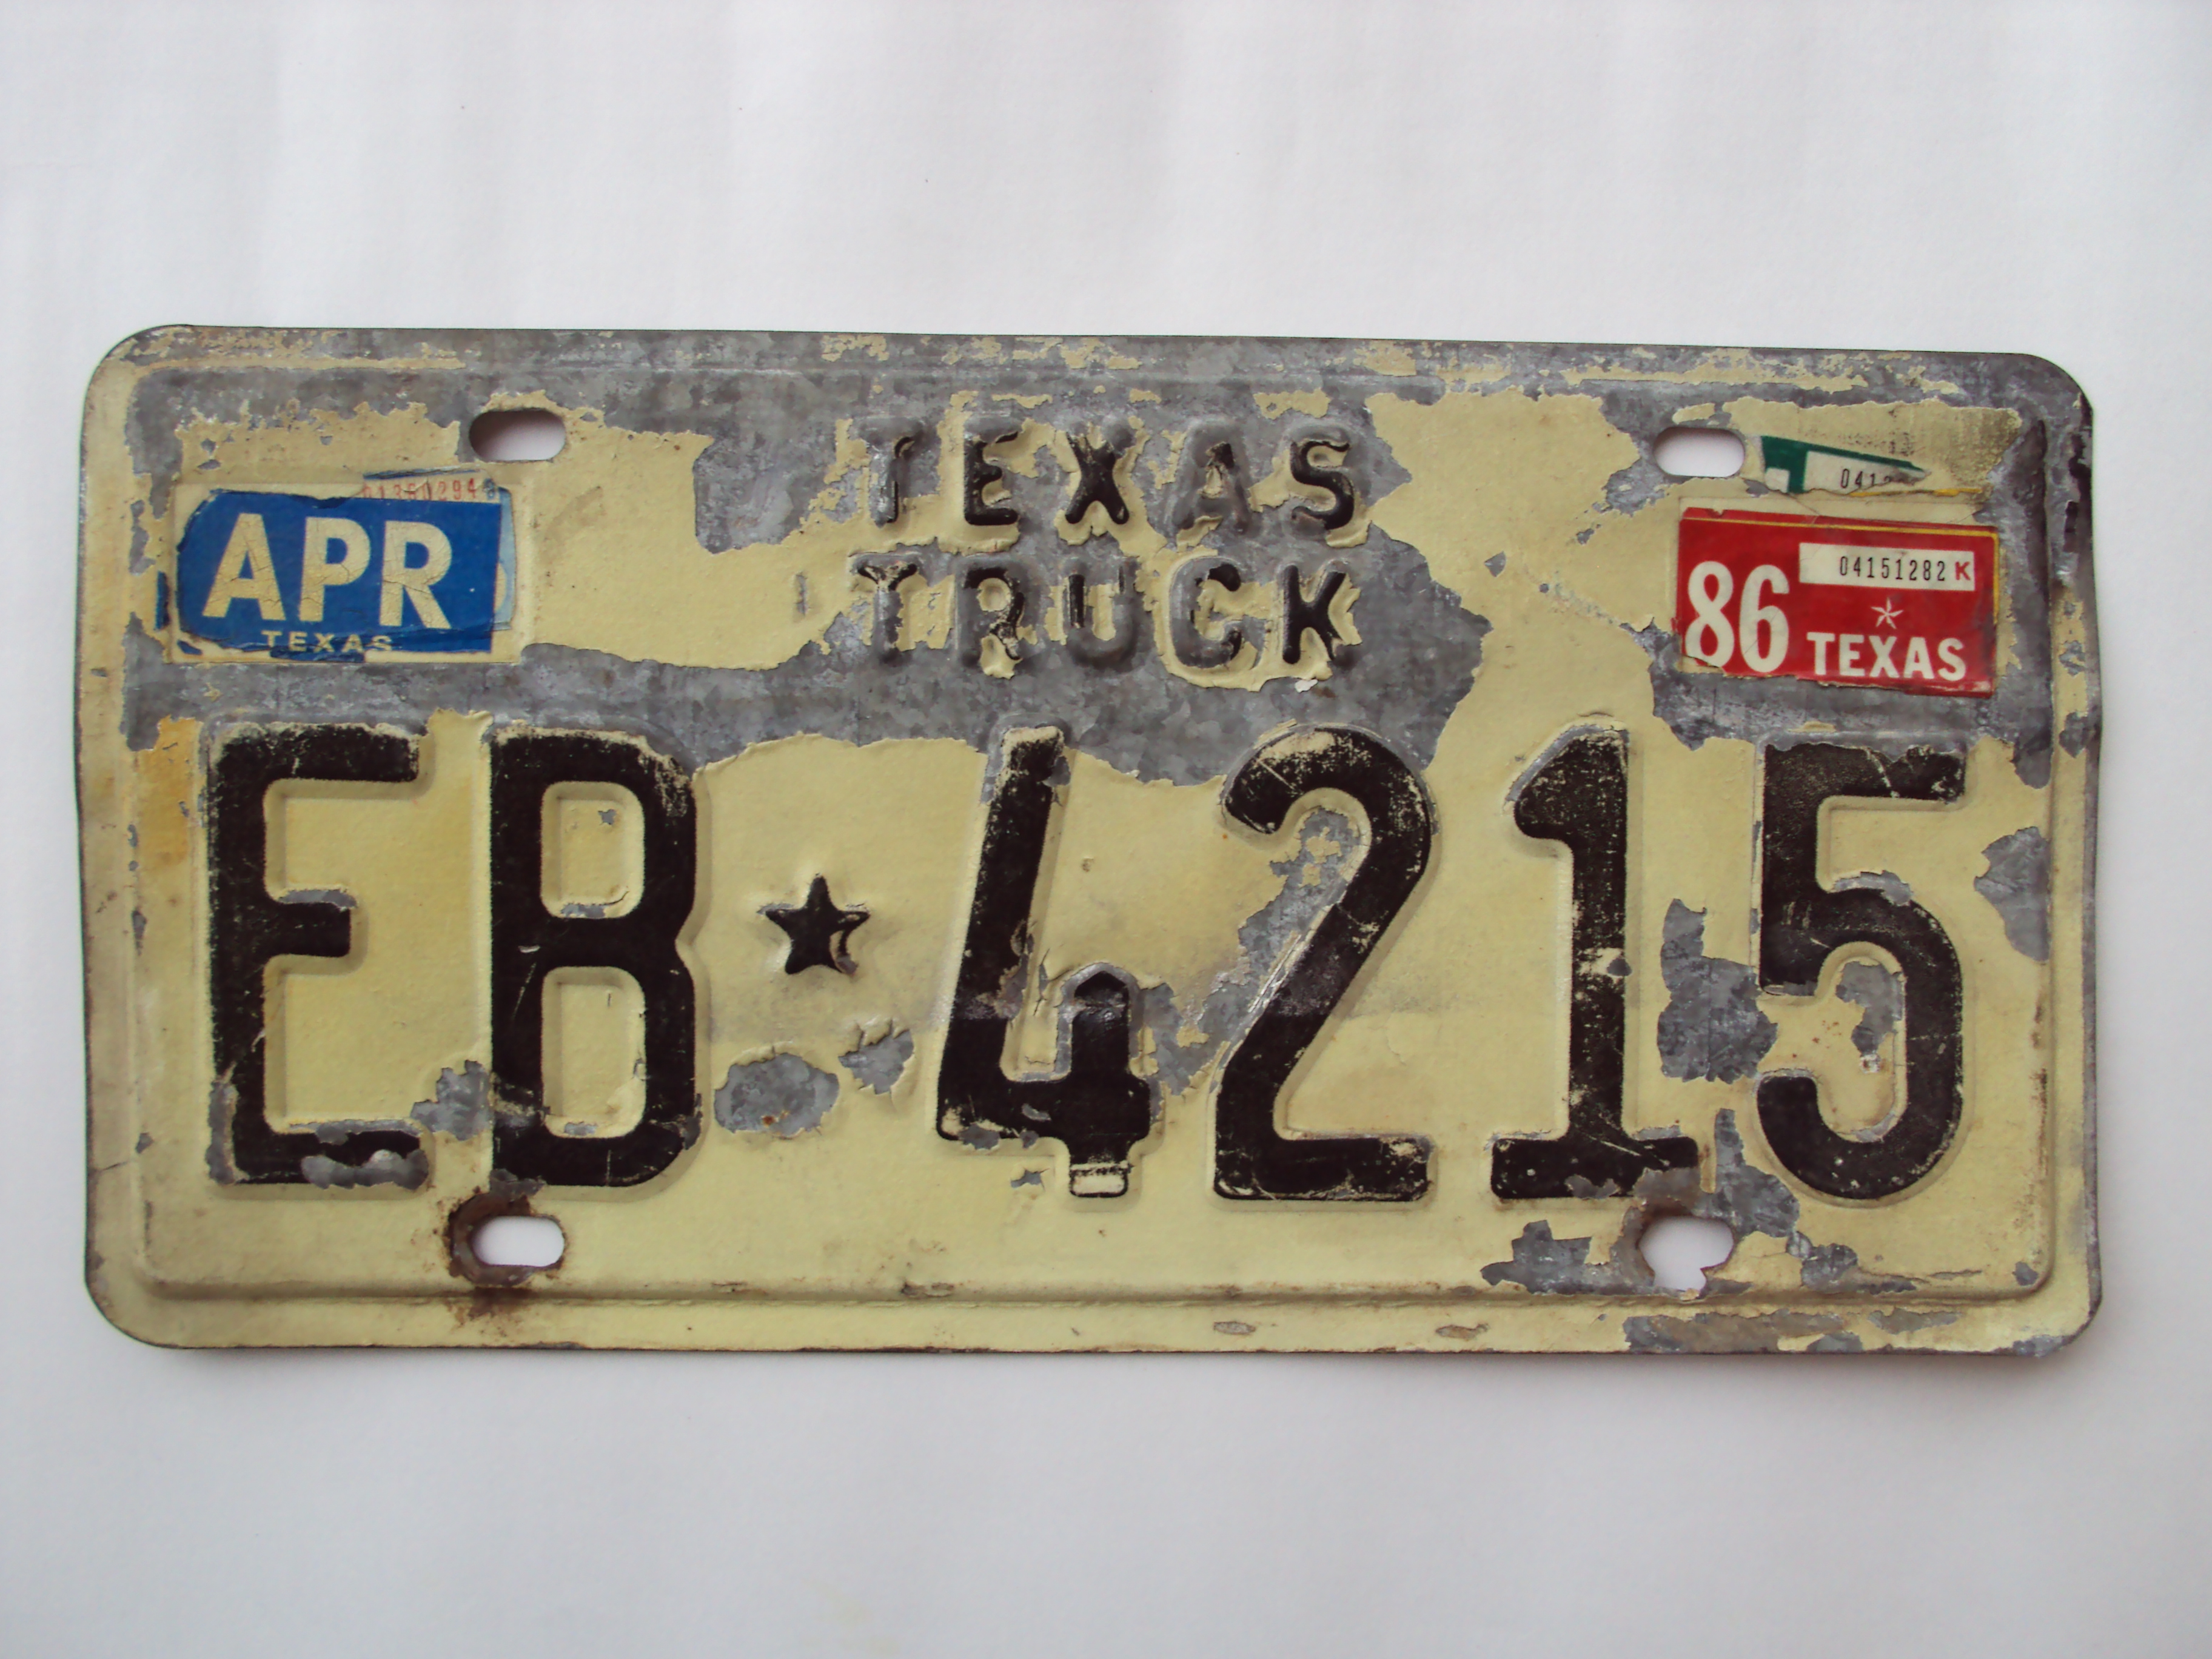 TEXAS
TRUCK
APR
TEXAS
86
04151282 K
TEXAS
EB★4215